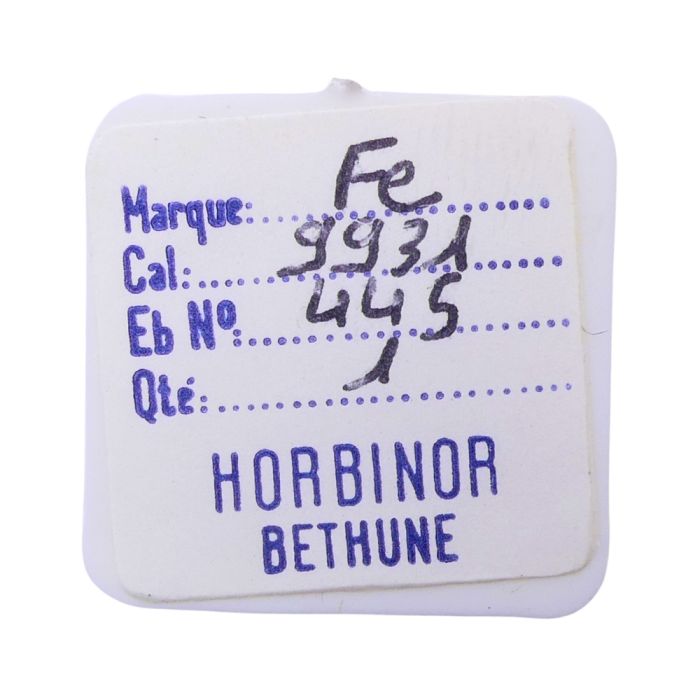 Marque: Fe
Cal: 9931
Eb No: 445
Qté: 1
HORBINOR
BETHUNE